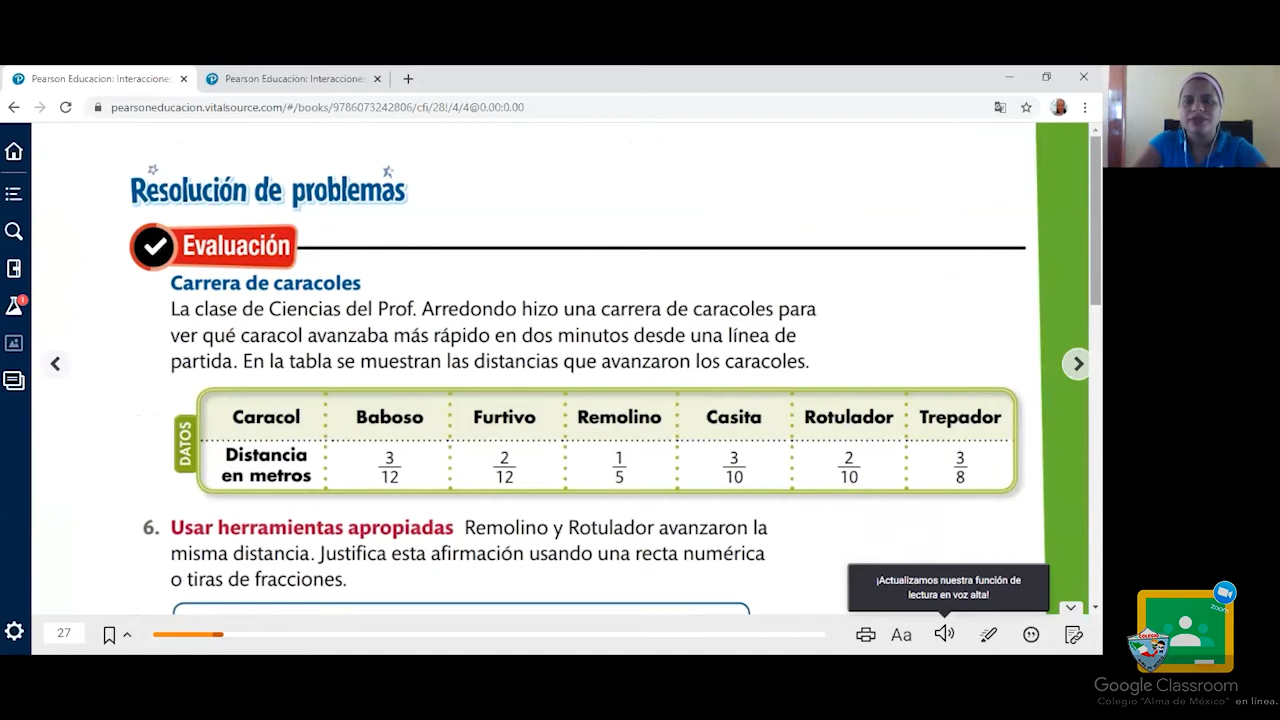 Pearson Educacion: Interacciones
Pearson Educacion: Interacciones
pearsoneducacion.vitalsource.com/#/books/9786073242806/cfi/28!/4/4@0.00:0.00
Resolución de problemas
Evaluación
Carrera de caracoles
La clase de Ciencias del Prof. Arredondo hizo una carrera de caracoles para
ver qué caracol avanzaba más rápido en dos minutos desde una línea de
partida. En la tabla se muestran las distancias que avanzaron los caracoles.
DATOS
Caracol Baboso Furtivo Remolino Casita Rotulador Trepador
Distancia en metros 3/12 2/12 1/5 3/10 2/10 3/8
6. Usar herramientas apropiadas Remolino y Rotulador avanzaron la
misma distancia. Justifica esta afirmación usando una recta numérica
o tiras de fracciones.
¡Actualizamos nuestra función de
lectura en voz alta!
1
27
Aa
zoom
COLEGIO
Google Classroom
Colegio "Alma de México" en línea.